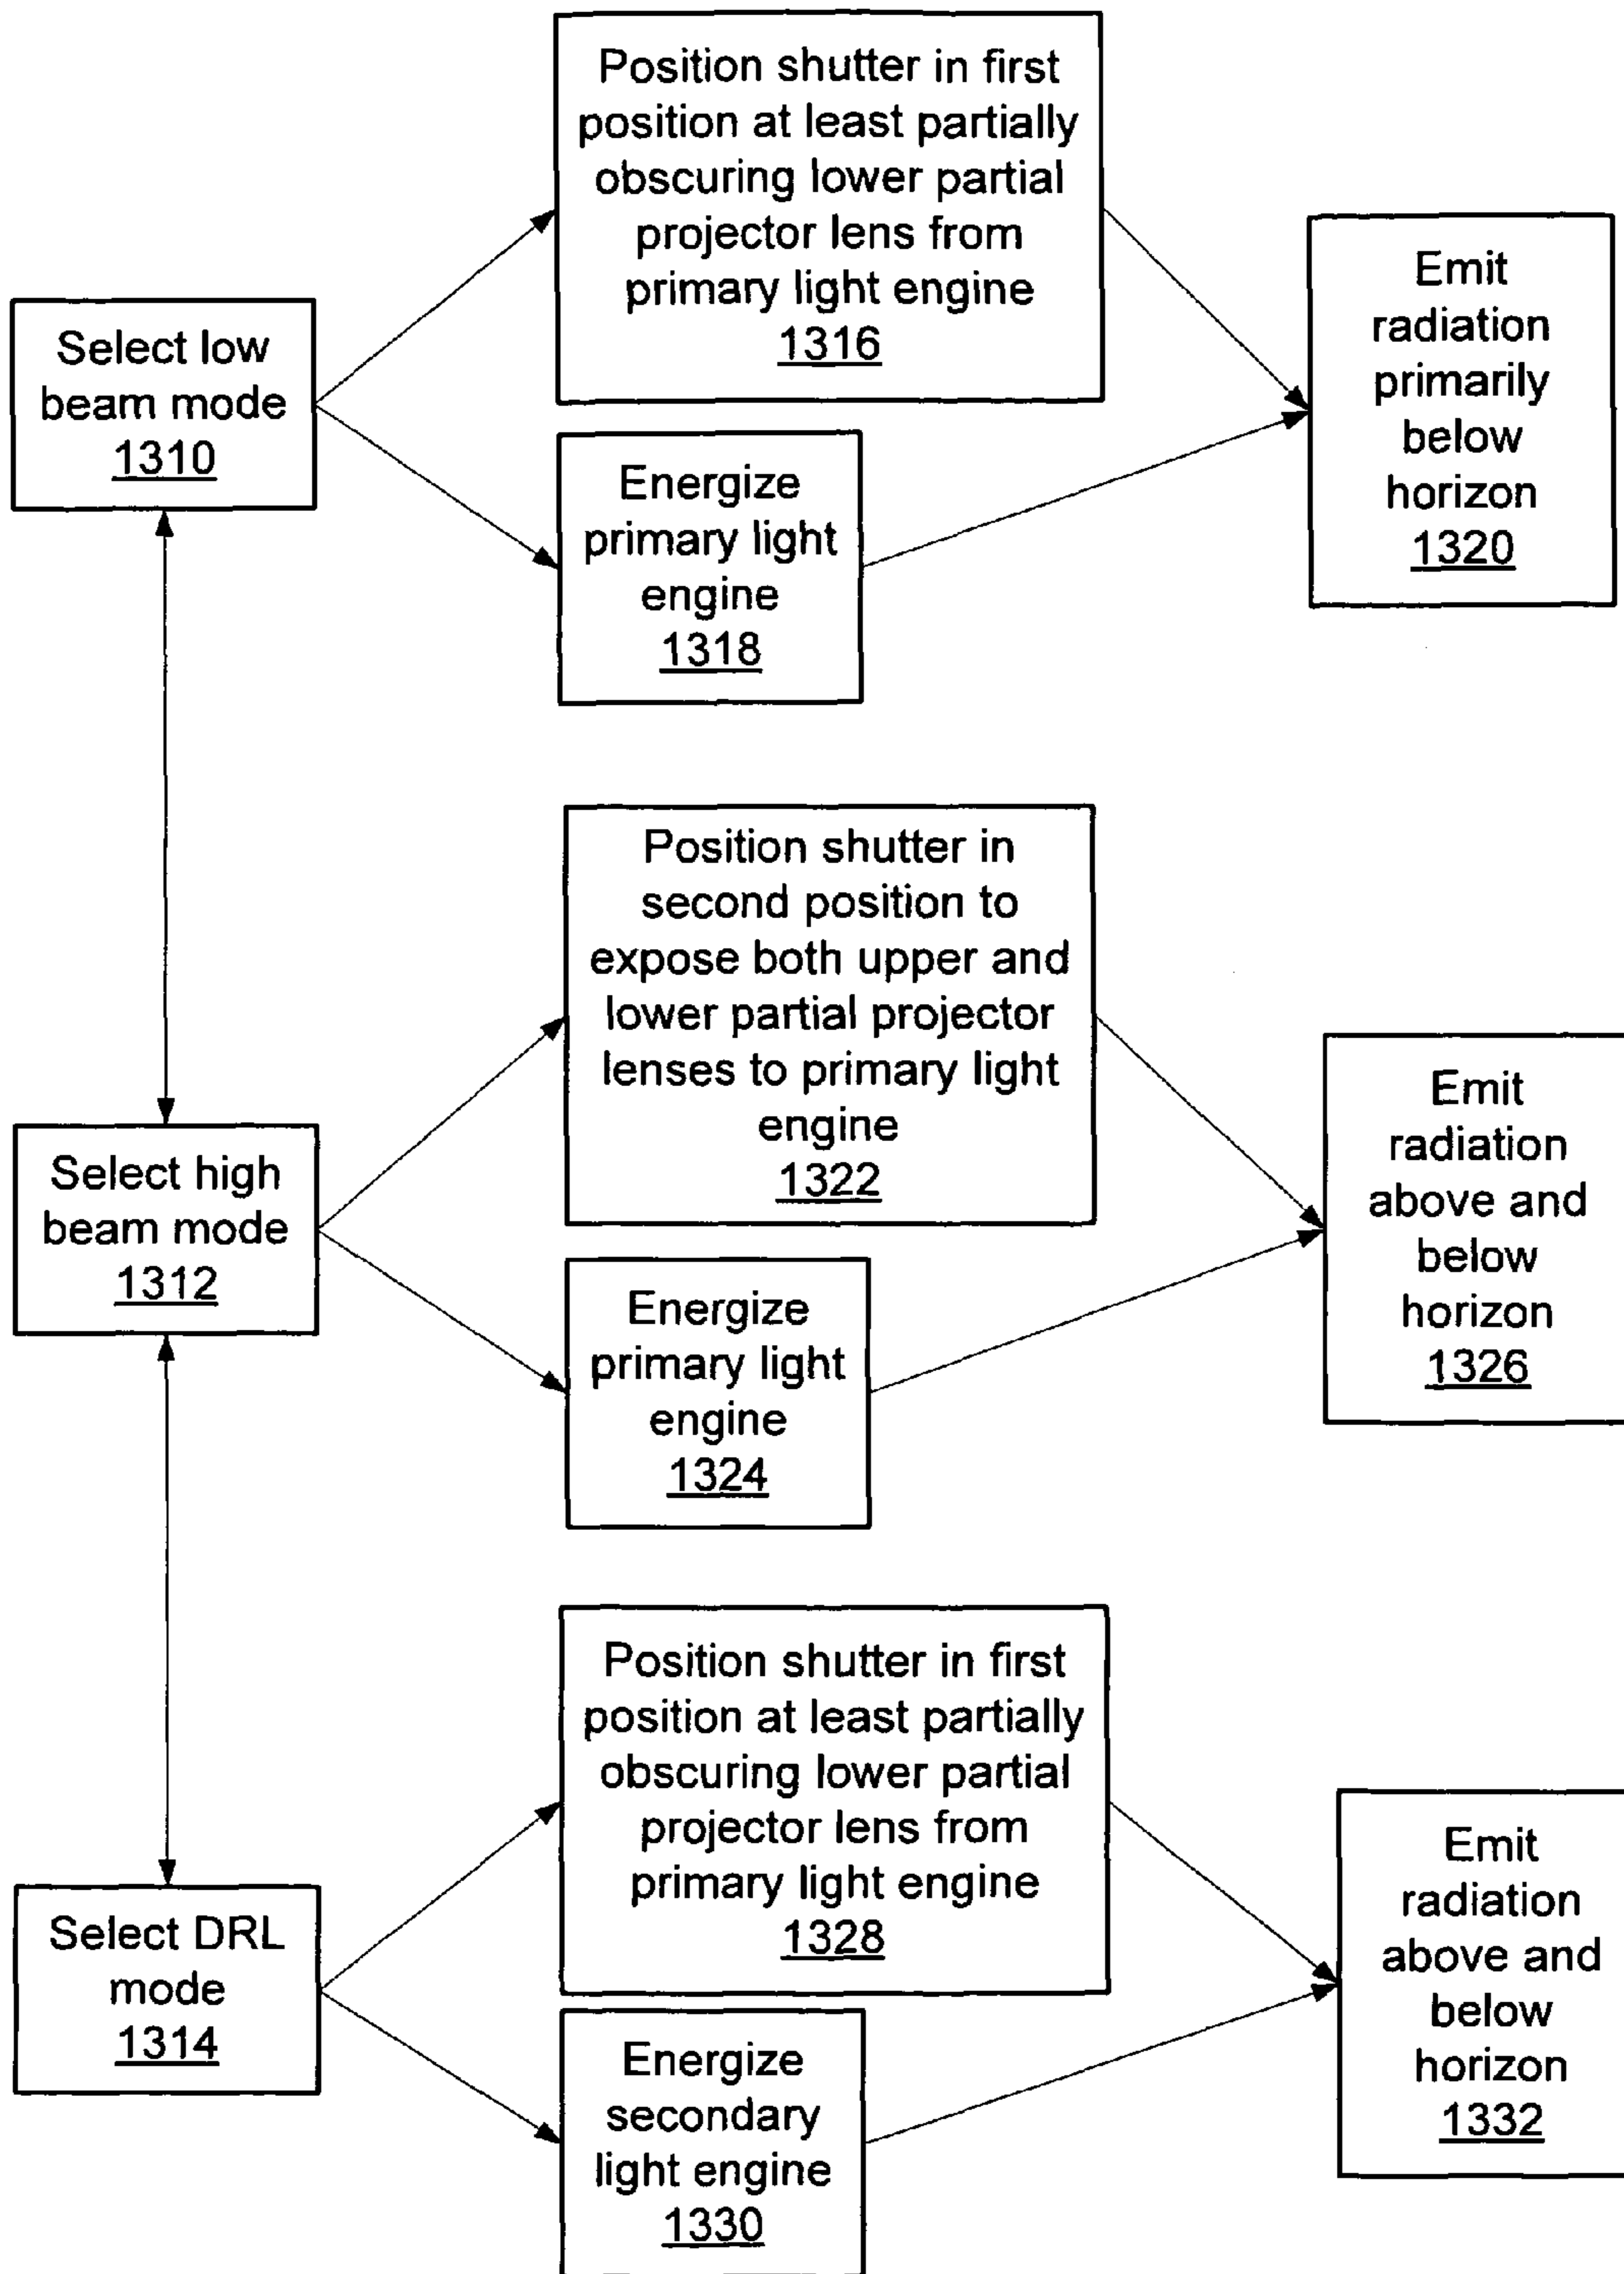 Position shutter in first
position at least partially
obscuring lower partial
projector lens from
primary light engine
1316
Emit
radiation
primarily
below
horizon
1320
Select low
beam mode
1310
Energize
primary light
engine
1318
Position shutter in
second position to
expose both upper and
lower partial projector
lenses to primary light
engine
1322
Emit
radiation
above and
below
horizon
1326
Select high
beam mode
1312
Energize
primary light
engine
1324
Position shutter in first
position at least partially
obscuring lower partial
projector lens from
primary light engine
1328
Emit
radiation
above and
below
horizon
1332
Select DRL
mode
1314
Energize
secondary
light engine
1330